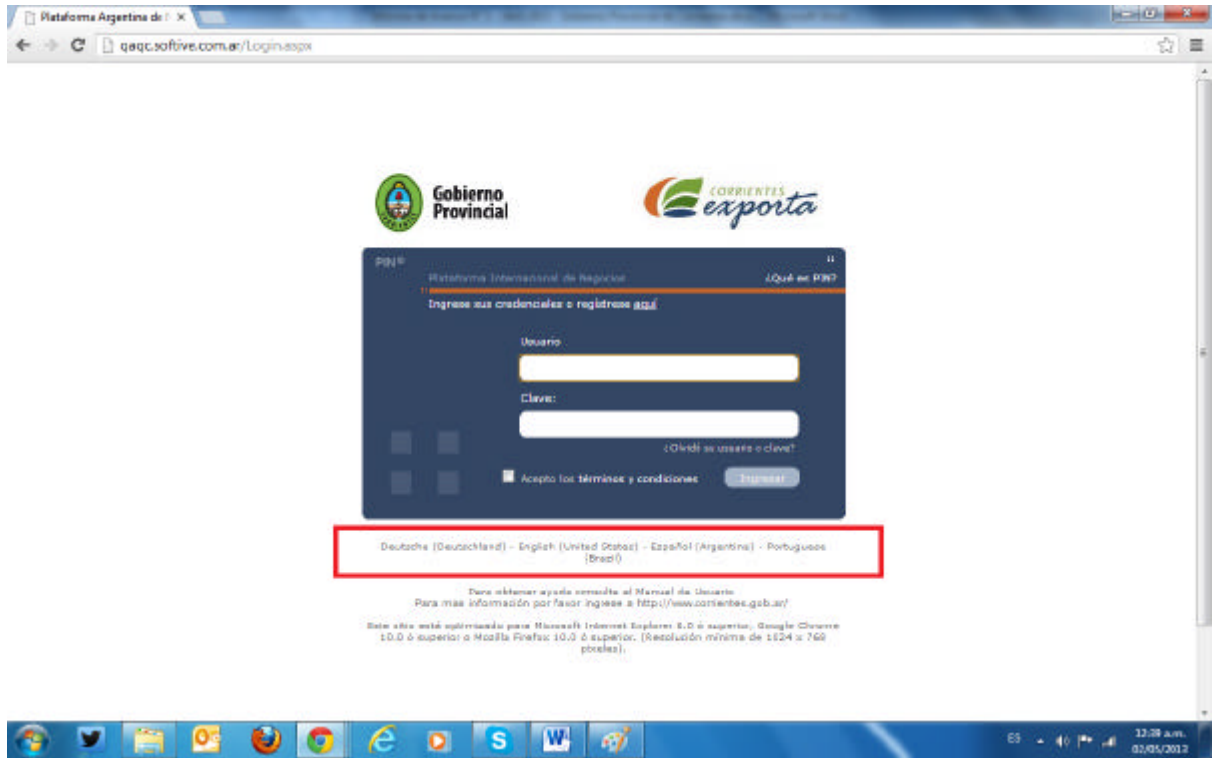 Plataforma Argentina de
qaqc.softive.com.ar/Login.aspx
Gobierno
Provincial
CORRIENTES
exporta
PIN®
Plataforma Internacional de Negocios
¿Qué es PIN?
Ingrese sus credenciales o regístrese aquí
Usuario
Clave:
¿Olvidó su usuario o clave?
Acepto los términos y condiciones
Ingresar
Deutsche (Deutschland) - English (United States) - Español (Argentina) - Portuguese
(Brazil)
Para obtener ayuda consulte el Manual de Usuario
Para mas información por favor ingrese a http://www.corrientes.gob.ar/
Este sitio está optimizado para Microsoft Internet Explorer 8.0 ó superior, Google Chrome
10.0 ó superior o Mozilla Firefox 10.0 ó superior. (Resolución mínima de 1024 x 768
píxeles).
ES
12:39 a.m.
02/05/2013